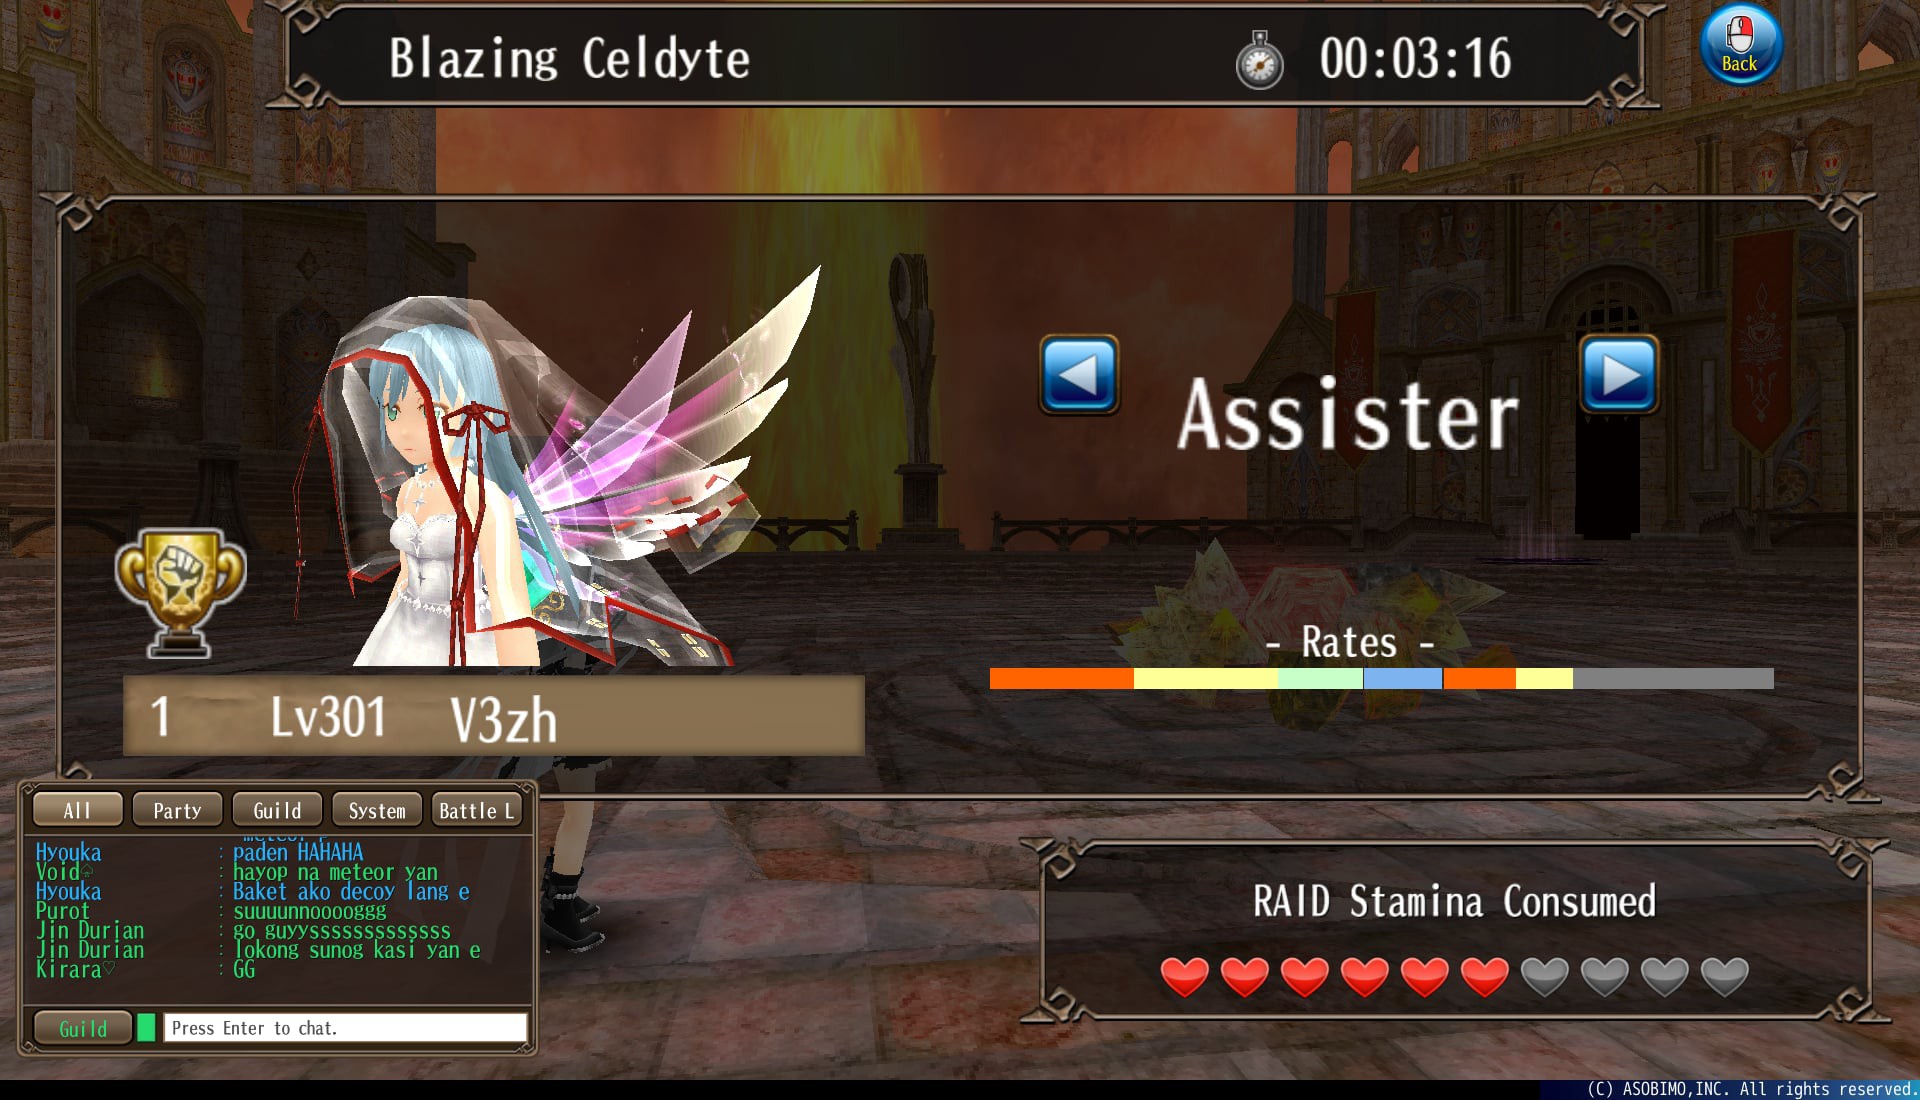 Blazing Celdyte
00:03:16
Back
Assister
- Rates -
1 Lv301 V3zh
All Party Guild System Battle L
Hyouka : paden HAHAHA
Void♤ : hayop na meteor yan
Hyouka : Baket ako decoy lang e
Purot : suuuunnooooggg
Jin Durian : go guyysssssssssssss
Jin Durian : lokong sunog kasi yan e
Kirara♡ : GG
Guild Press Enter to chat.
RAID Stamina Consumed
(C) ASOBIMO,INC. All rights reserved.